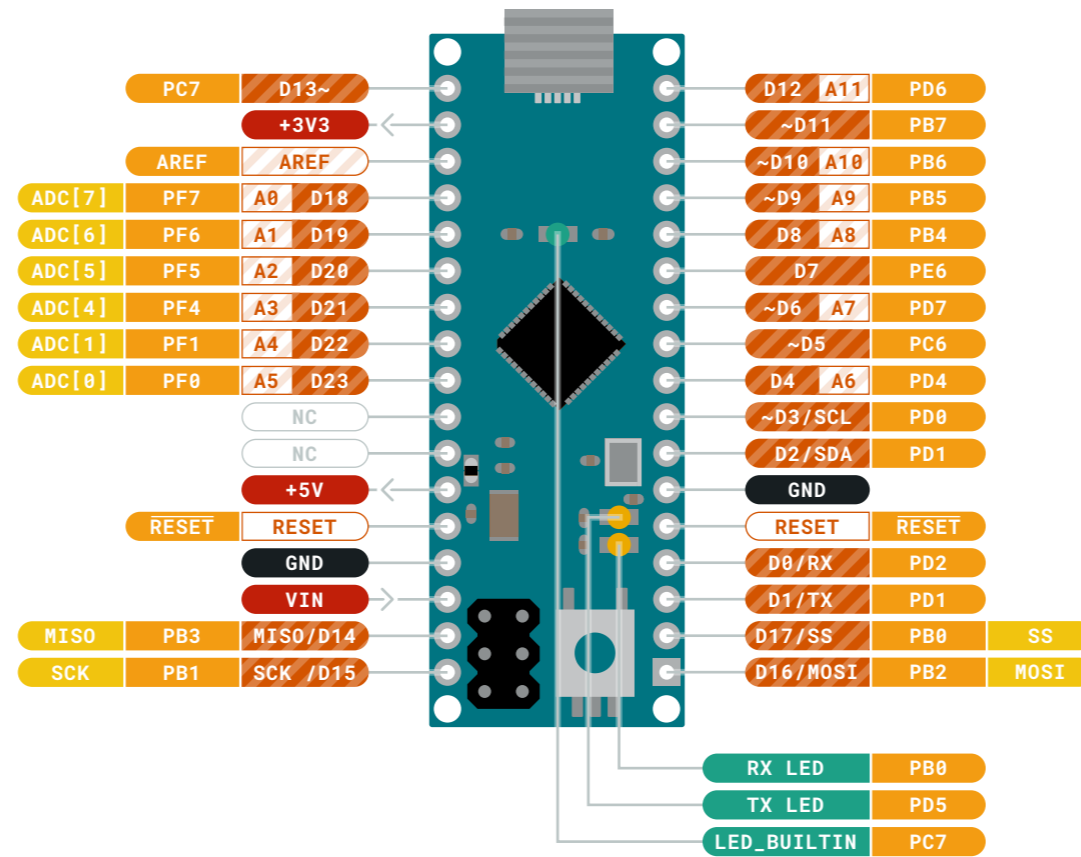 PC7 D13~ D12 A11 PD6
+3V3 ~D11 PB7
AREF AREF ~D10 A10 PB6
ADC[7] PF7 A0 D18 ~D9 A9 PB5
ADC[6] PF6 A1 D19 D8 A8 PB4
ADC[5] PF5 A2 D20 D7 PE6
ADC[4] PF4 A3 D21 ~D6 A7 PD7
ADC[1] PF1 A4 D22 ~D5 PC6
ADC[0] PF0 A5 D23 D4 A6 PD4
NC ~D3/SCL PD0
NC D2/SDA PD1
+5V GND
RESET RESET RESET RESET
GND D0/RX PD2
VIN D1/TX PD1
MISO PB3 MISO/D14 D17/SS PB0 SS
SCK PB1 SCK /D15 D16/MOSI PB2 MOSI
RX LED PB0
TX LED PD5
LED_BUILTIN PC7